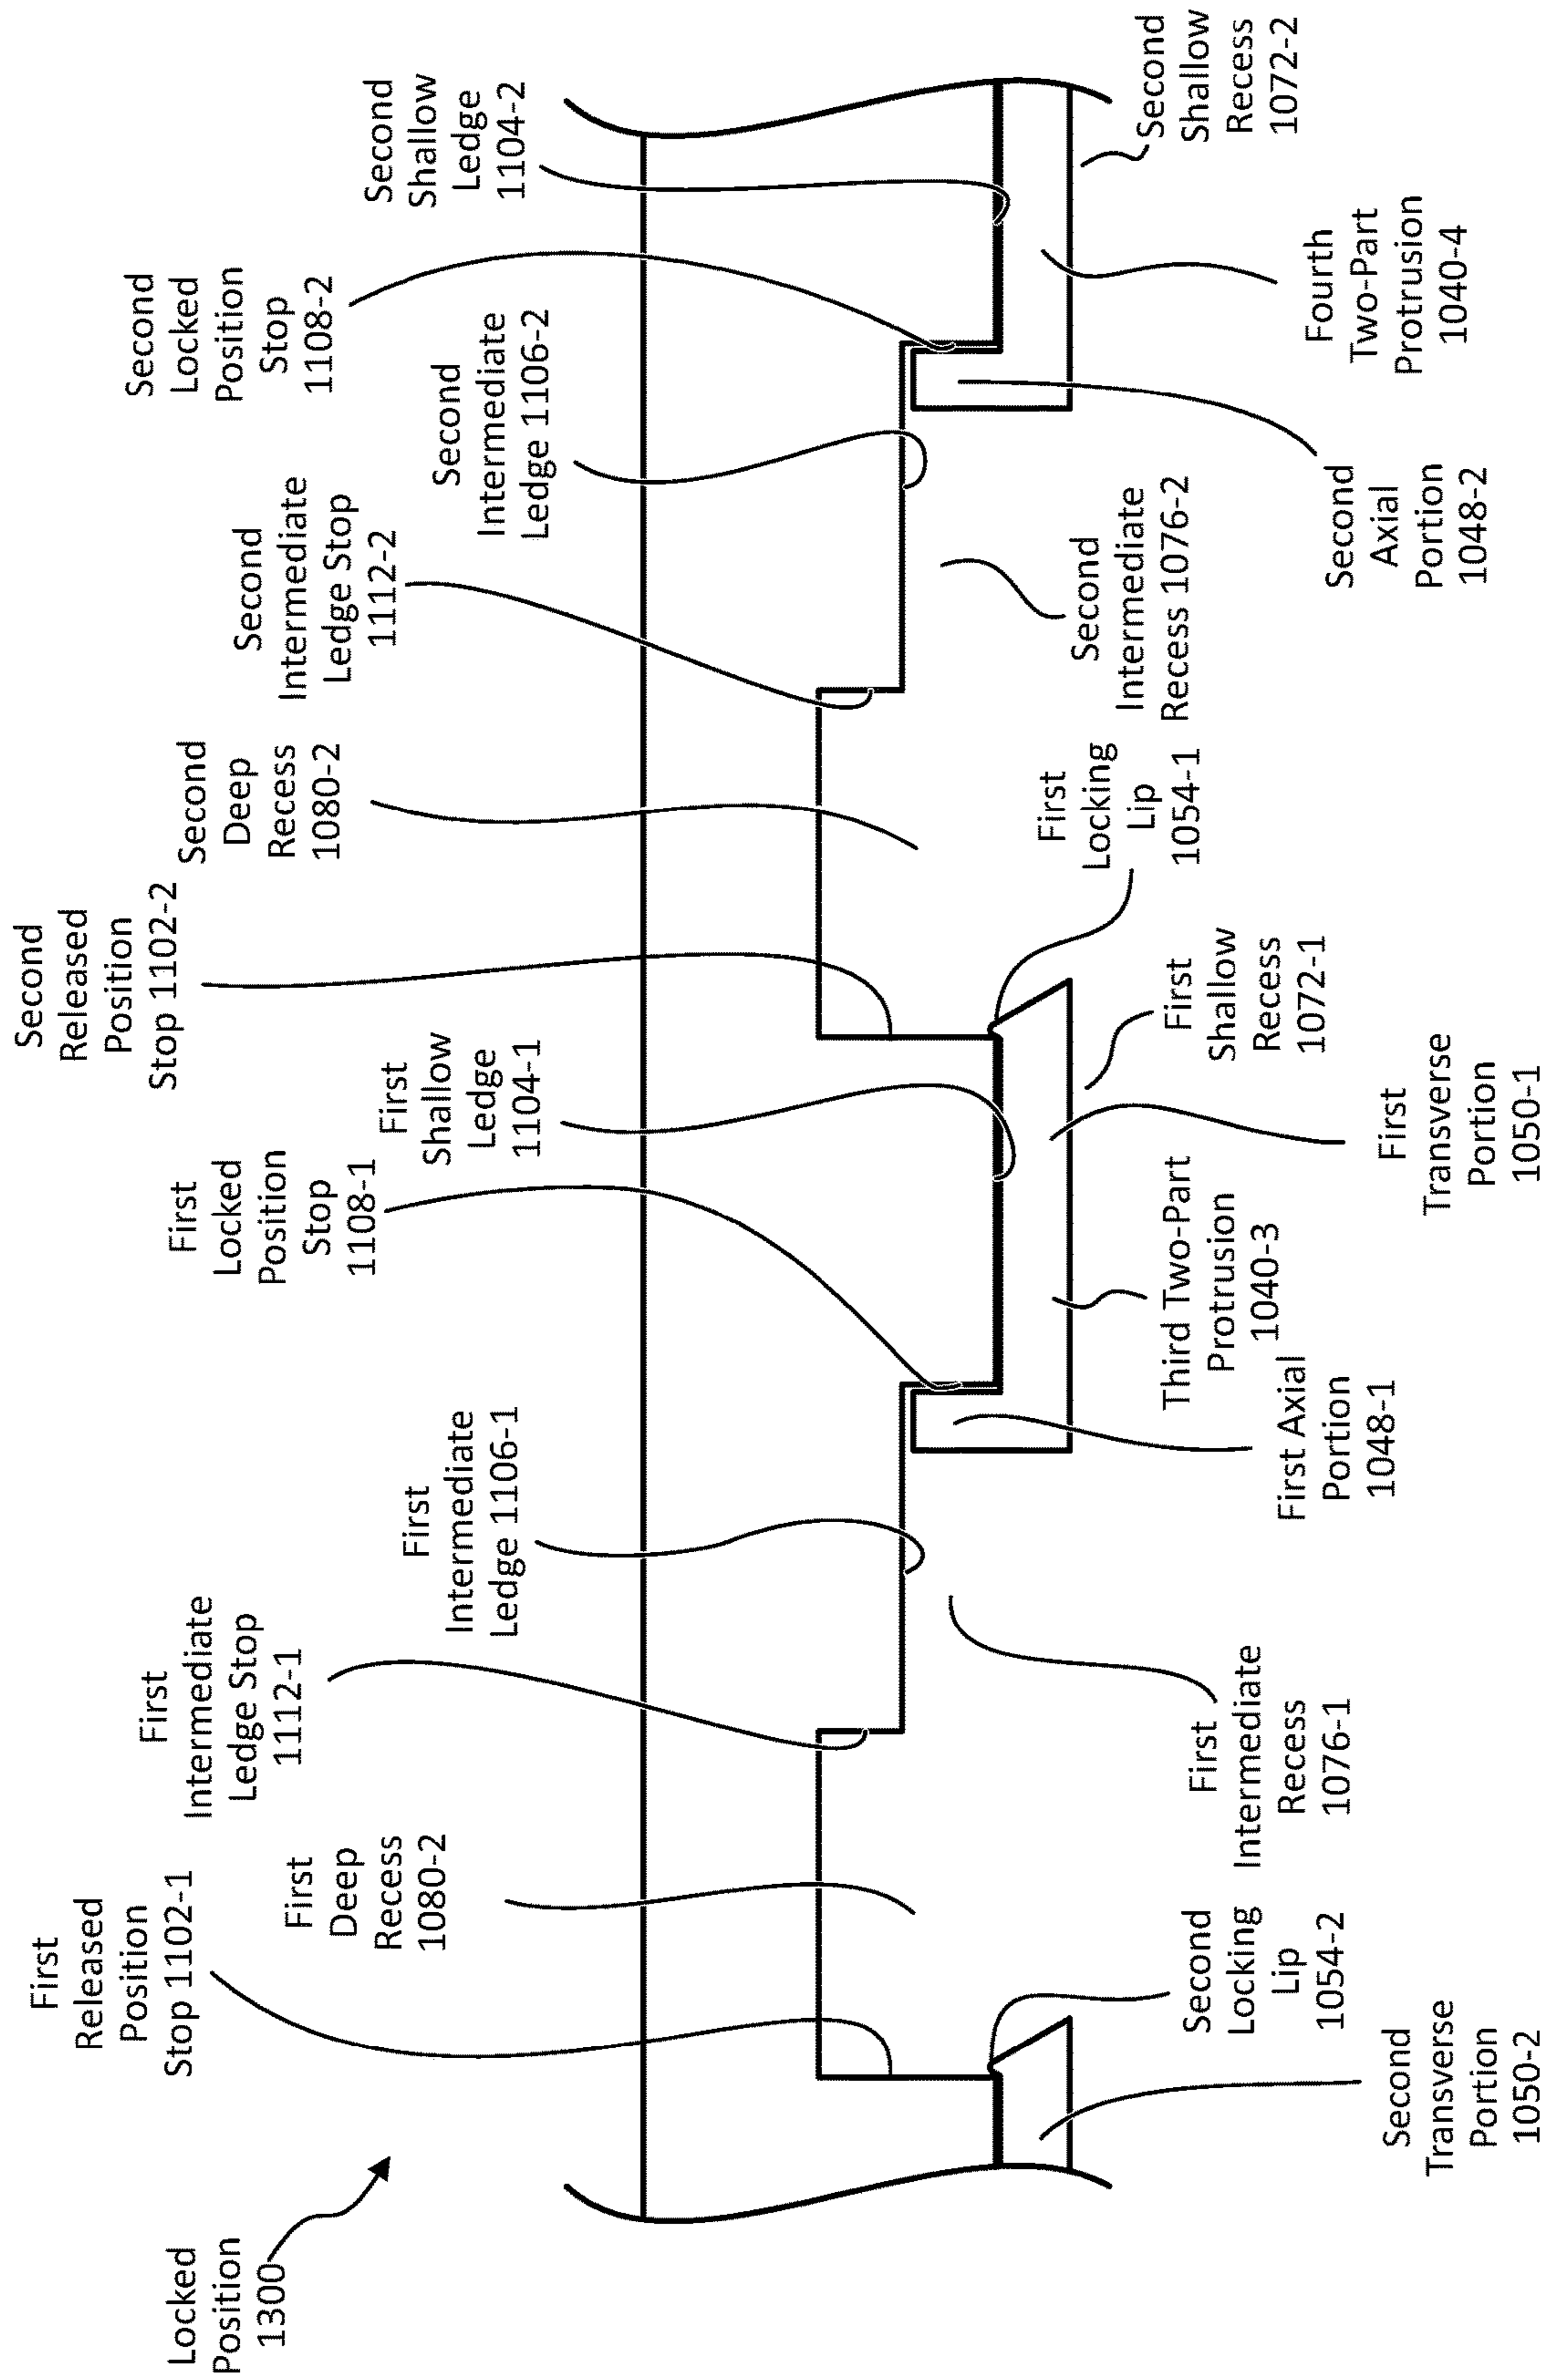 Locked
Position
1300
First
Released
Position
Stop 1102-1
First
Deep
Recess
1080-2
First
Intermediate
Ledge Stop
1112-1
First
Intermediate
Ledge 1106-1
First
Locked
Position
Stop
1108-1
First
Shallow
Ledge
1104-1
Second
Released
Position
Stop 1102-2
Second
Deep
Recess
1080-2
Second
Intermediate
Ledge Stop
1112-2
Second
Intermediate
Ledge 1106-2
Second
Locked
Position
Stop
1108-2
Second
Shallow
Ledge
1104-2
Second
Transverse
Portion
1050-2
Second
Locking
Lip
1054-2
First
Intermediate
Recess
1076-1
First Axial
Portion
1048-1
Third Two-Part
Protrusion
1040-3
First
Transverse
Portion
1050-1
First
Shallow
Recess
1072-1
First
Locking
Lip
1054-1
Second
Intermediate
Recess 1076-2
Second
Axial
Portion
1048-2
Fourth
Two-Part
Protrusion
1040-4
Second
Shallow
Recess
1072-2